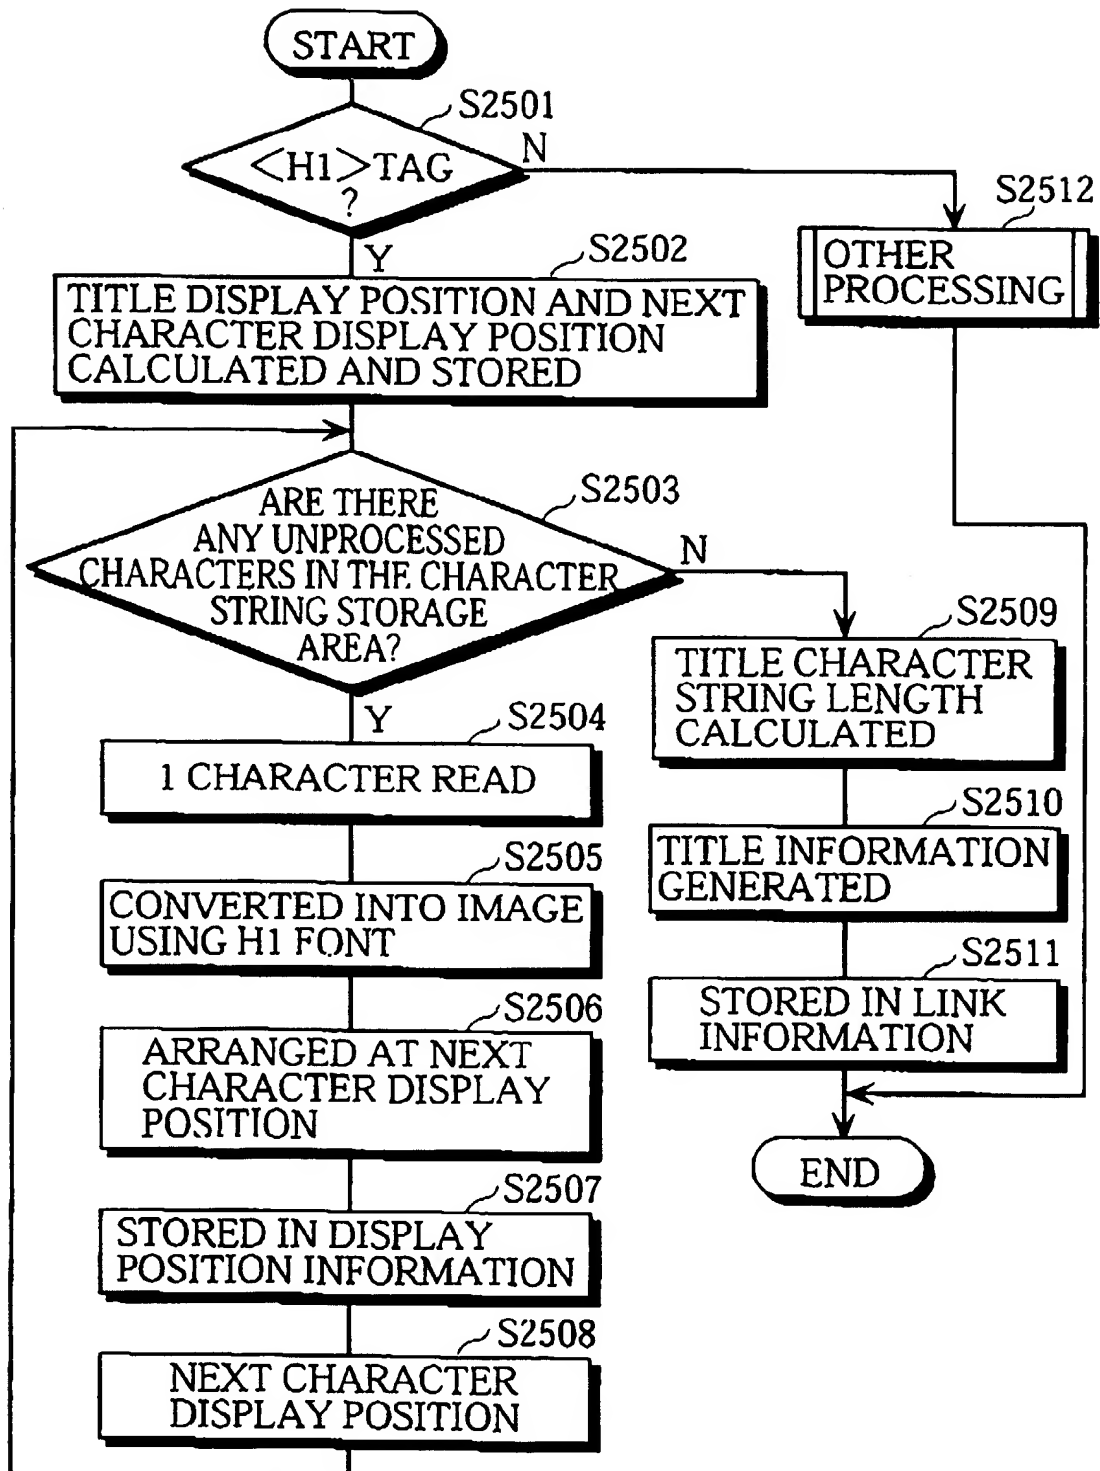 START
S2501
<H1>TAG
?
N
Y
S2512
OTHER
PROCESSING
S2502
TITLE DISPLAY POSITION AND NEXT
CHARACTER DISPLAY POSITION
CALCULATED AND STORED
S2503
ARE THERE
ANY UNPROCESSED
CHARACTERS IN THE CHARACTER
STRING STORAGE
AREA?
N
Y
S2504
1 CHARACTER READ
S2505
CONVERTED INTO IMAGE
USING H1 FONT
S2506
ARRANGED AT NEXT
CHARACTER DISPLAY
POSITION
S2507
STORED IN DISPLAY
POSITION INFORMATION
S2508
NEXT CHARACTER
DISPLAY POSITION
S2509
TITLE CHARACTER
STRING LENGTH
CALCULATED
S2510
TITLE INFORMATION
GENERATED
S2511
STORED IN LINK
INFORMATION
END